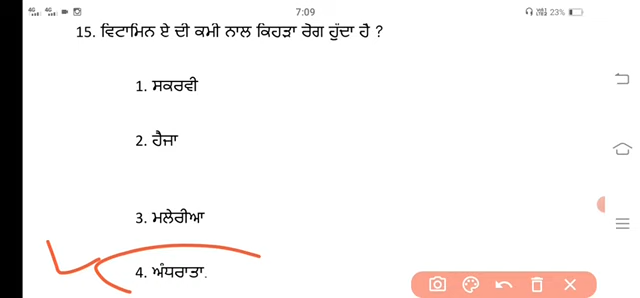 7:09
23%
15. ਵਿਟਾਮਿਨ ਏ ਦੀ ਕਮੀ ਨਾਲ ਕਿਹੜਾ ਰੋਗ ਹੁੰਦਾ ਹੈ ?
1. ਸਕਰਵੀ
2. ਹੈਜਾ
3. ਮਲੇਰੀਆ
4. ਅੰਧਰਾਤਾ.